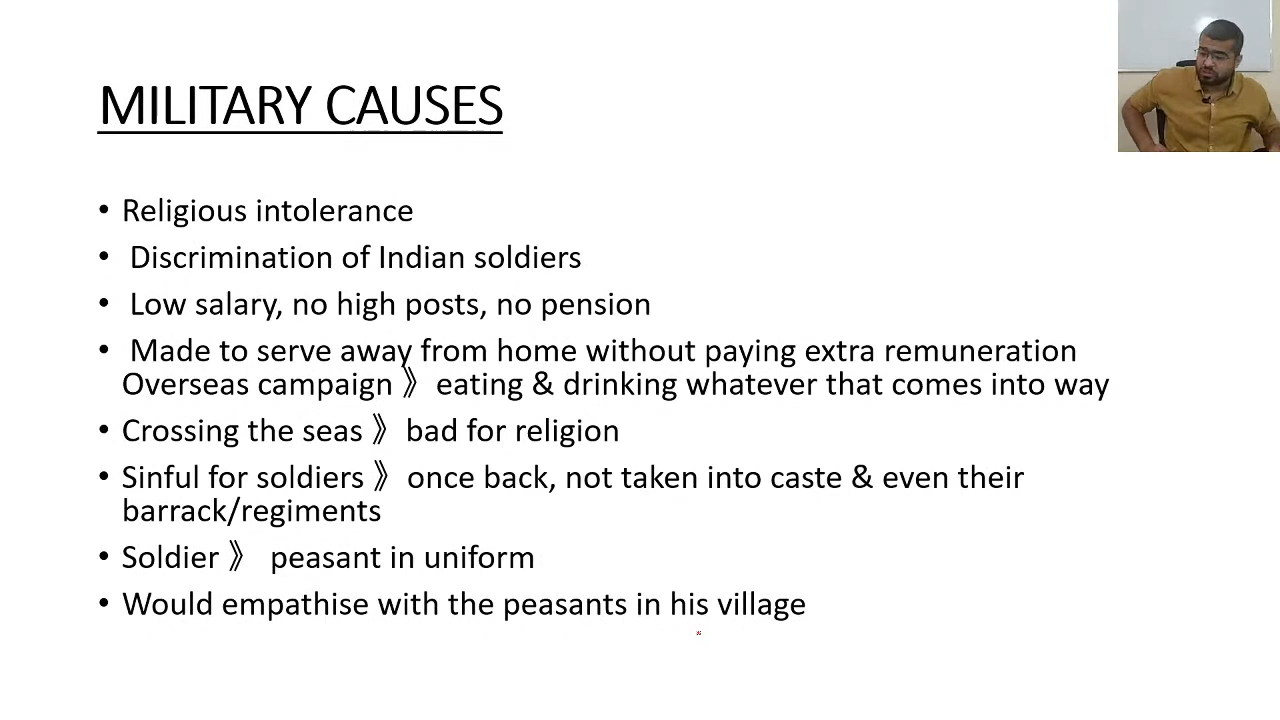 MILITARY CAUSES
• Religious intolerance
• Discrimination of Indian soldiers
• Low salary, no high posts, no pension
• Made to serve away from home without paying extra remuneration
Overseas campaign 》 eating & drinking whatever that comes into way
• Crossing the seas 》 bad for religion
• Sinful for soldiers 》 once back, not taken into caste & even their
barrack/regiments
• Soldier 》 peasant in uniform
• Would empathise with the peasants in his village